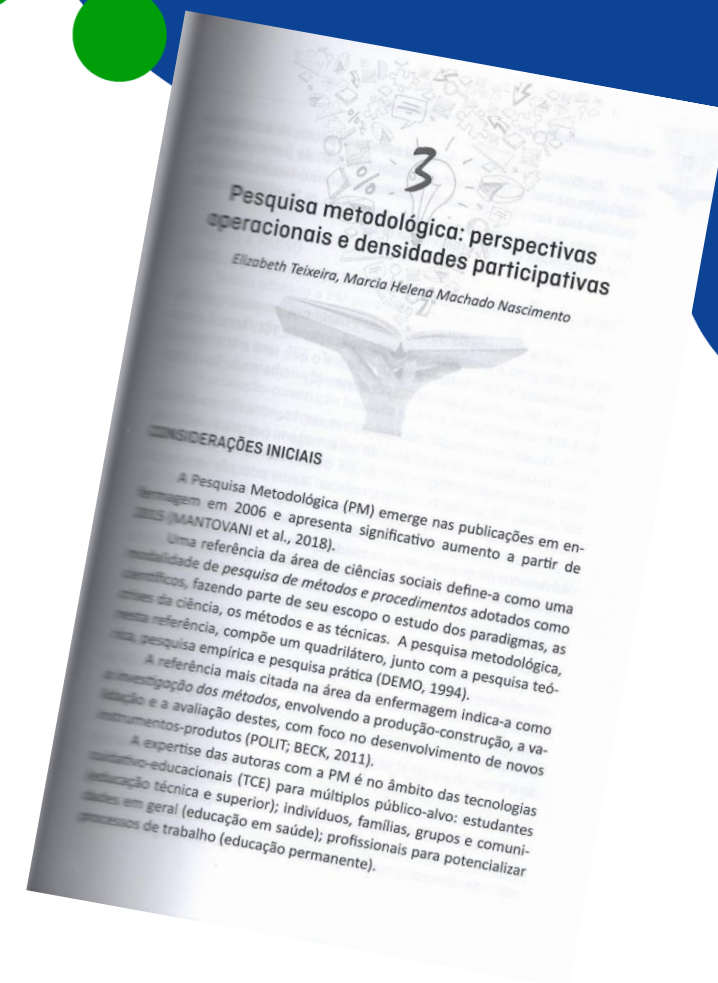 3
Pesquisa metodológica: perspectivas
operacionais e densidades participativas
Elizabeth Teixeira, Marcia Helena Machado Nascimento
CONSIDERAÇÕES INICIAIS
A Pesquisa Metodológica (PM) emerge nas publicações em en-
fermagem em 2006 e apresenta significativo aumento a partir de
2015 (MANTOVANI et al., 2018).
Uma referência da área de ciências sociais define-a como uma
modalidade de pesquisa de métodos e procedimentos adotados como
científicos, fazendo parte de seu escopo o estudo dos paradigmas, as
crises da ciência, os métodos e as técnicas. A pesquisa metodológica,
nesta referência, compõe um quadrilátero, junto com a pesquisa teó-
rica, pesquisa empírica e pesquisa prática (DEMO, 1994).
A referência mais citada na área da enfermagem indica-a como
a investigação dos métodos, envolvendo a produção-construção, a va-
lidação e a avaliação destes, com foco no desenvolvimento de novos
instrumentos-produtos (POLIT; BECK, 2011).
A expertise das autoras com a PM é no âmbito das tecnologias
cuidativo-educacionais (TCE) para múltiplos público-alvo: estudantes
(educação técnica e superior); indivíduos, famílias, grupos e comuni-
dades em geral (educação em saúde); profissionais para potencializar
processos de trabalho (educação permanente).